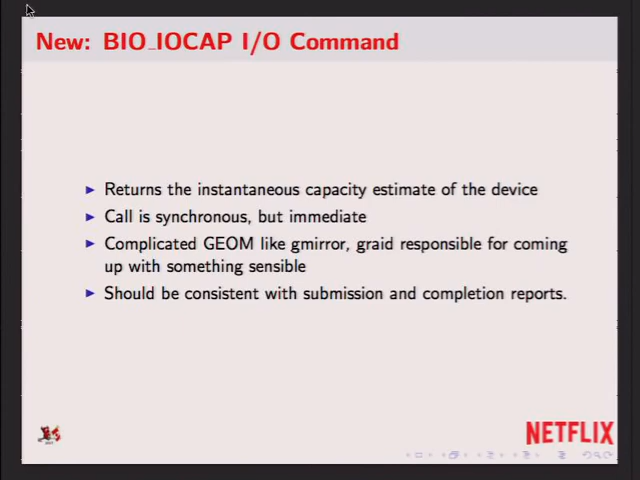 New: BIO_IOCAP I/O Command
Returns the instantaneous capacity estimate of the device
Call is synchronous, but immediate
Complicated GEOM like gmirror, graid responsible for coming
up with something sensible
Should be consistent with submission and completion reports.
NETFLIX